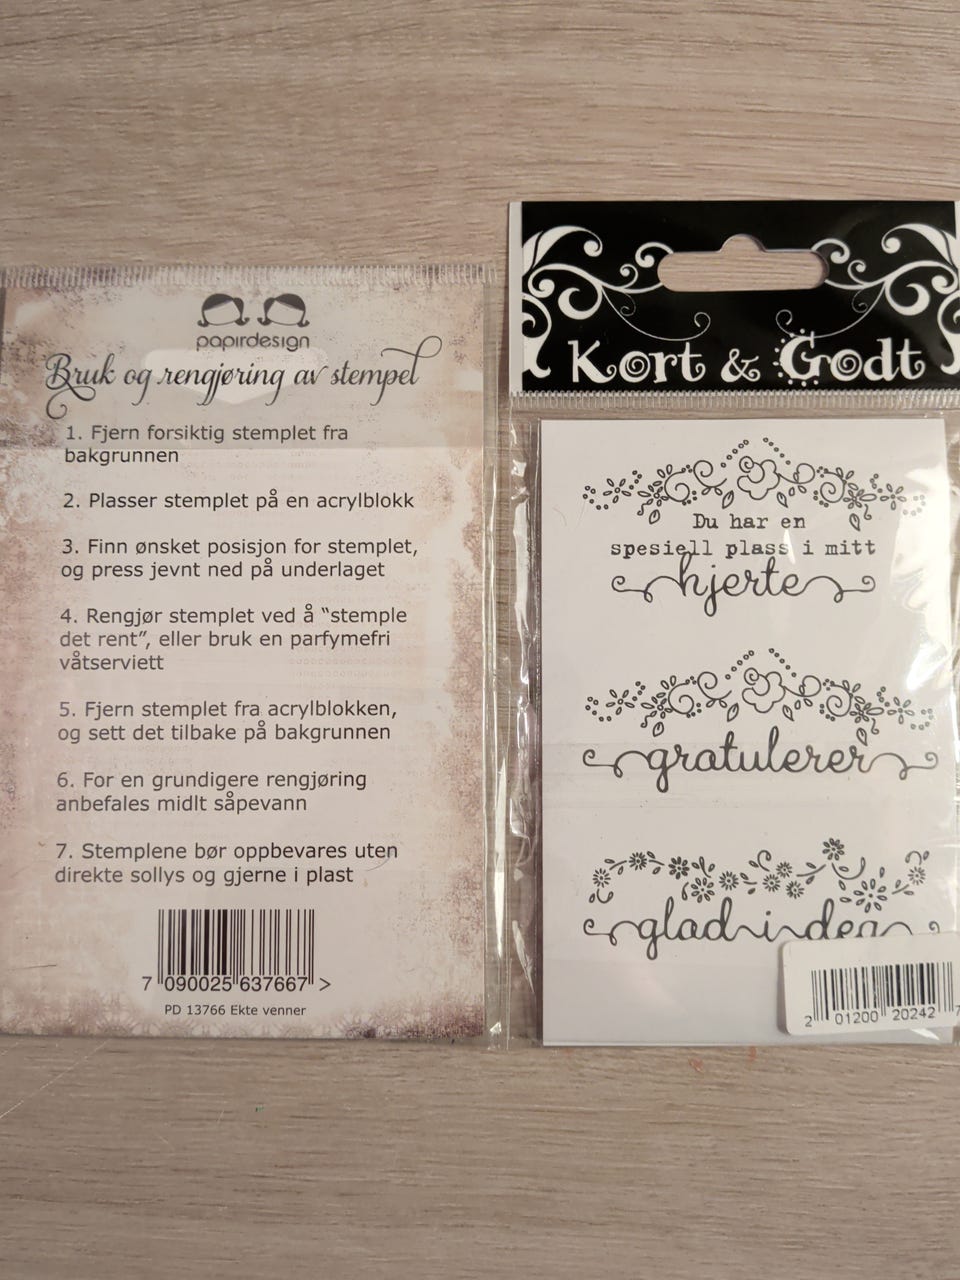 papirdesign
Bruk og rengjøring av stempel
1. Fjern forsiktig stemplet fra
bakgrunnen
2. Plasser stemplet på en acrylblokk
3. Finn ønsket posisjon for stemplet,
og press jevnt ned på underlaget
4. Rengjør stemplet ved å “stemple
det rent”, eller bruk en parfymefri
våtserviett
5. Fjern stemplet fra acrylblokken,
og sett det tilbake på bakgrunnen
6. For en grundigere rengjøring
anbefales midlt såpevann
7. Stemplene bør oppbevares uten
direkte sollys og gjerne i plast
7 090025 637667 >
PD 13766 Ekte venner
Kort & Godt
Du har en
spesiell plass i mitt
hjerte
gratulerer
glad i deg
2 01200 20242 7